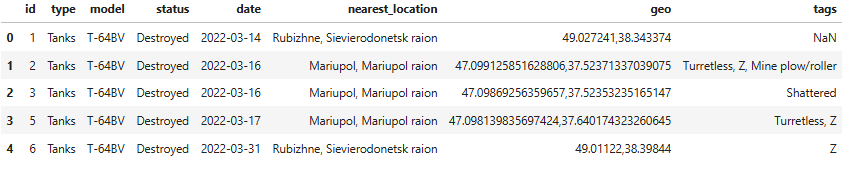 id type model status date nearest_location geo tags
0 1 Tanks T-64BV Destroyed 2022-03-14 Rubizhne, Sievierodonetsk raion 49.027241,38.343374 NaN
1 2 Tanks T-64BV Destroyed 2022-03-16 Mariupol, Mariupol raion 47.099125851628806,37.52371337039075 Turretless, Z, Mine plow/roller
2 3 Tanks T-64BV Destroyed 2022-03-16 Mariupol, Mariupol raion 47.09869256359657,37.52353235165147 Shattered
3 5 Tanks T-64BV Destroyed 2022-03-17 Mariupol, Mariupol raion 47.098139835697424,37.640174323260645 Turretless, Z
4 6 Tanks T-64BV Destroyed 2022-03-31 Rubizhne, Sievierodonetsk raion 49.01122,38.39844 Z